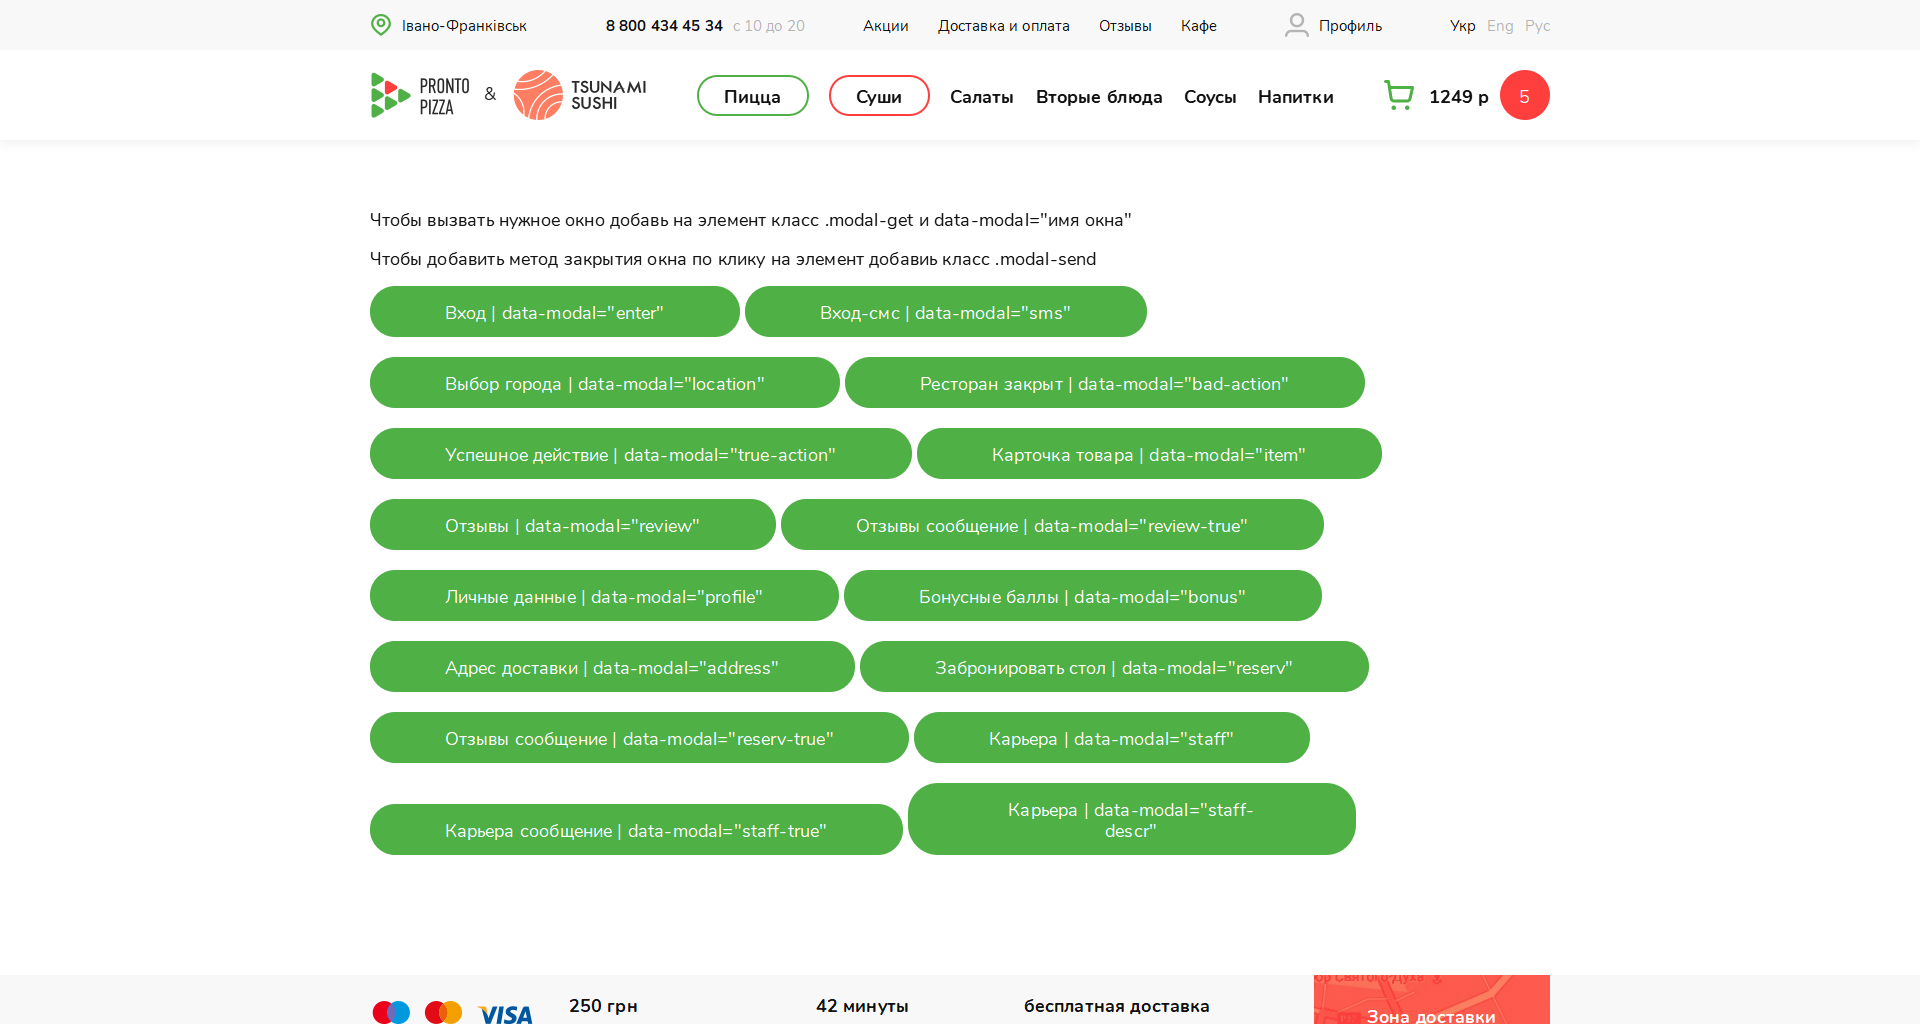 Івано-Франківськ 8 800 434 45 34 с 10 до 20 Акции Доставка и оплата Отзывы Кафе Профиль Укр Eng Рус
PRONTO PIZZA & TSUNAMI SUSHI Пицца Суши Салаты Вторые блюда Соусы Напитки 1249 р 5
Чтобы вызвать нужное окно добавь на элемент класс .modal-get и data-modal="имя окна"
Чтобы добавить метод закрытия окна по клику на элемент добавиь класс .modal-send
Вход | data-modal="enter" Вход-смс | data-modal="sms"
Выбор города | data-modal="location" Ресторан закрыт | data-modal="bad-action"
Успешное действие | data-modal="true-action" Карточка товара | data-modal="item"
Отзывы | data-modal="review" Отзывы сообщение | data-modal="review-true"
Личные данные | data-modal="profile" Бонусные баллы | data-modal="bonus"
Адрес доставки | data-modal="address" Забронировать стол | data-modal="reserv"
Отзывы сообщение | data-modal="reserv-true" Карьера | data-modal="staff"
Карьера сообщение | data-modal="staff-true" Карьера | data-modal="staff-
descr"
VISA 250 грн 42 минуты бесплатная доставка Зона доставки